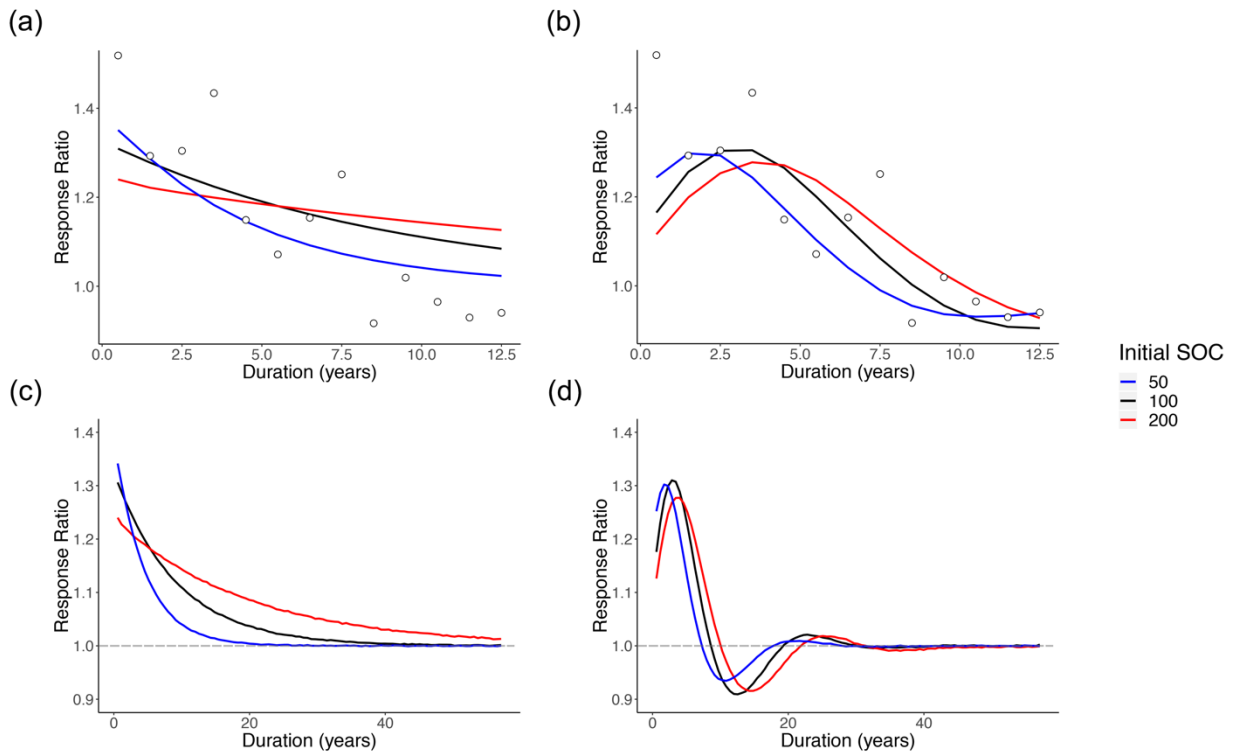 (a)
Response Ratio
1.4
1.2
1.0
0.0 2.5 5.0 7.5 10.0 12.5
Duration (years)
(b)
Response Ratio
1.4
1.2
1.0
0.0 2.5 5.0 7.5 10.0 12.5
Duration (years)
Initial SOC
50
100
200
(c)
Response Ratio
1.4
1.3
1.2
1.1
1.0
0.9
0 20 40
Duration (years)
(d)
Response Ratio
1.4
1.3
1.2
1.1
1.0
0.9
0 20 40
Duration (years)